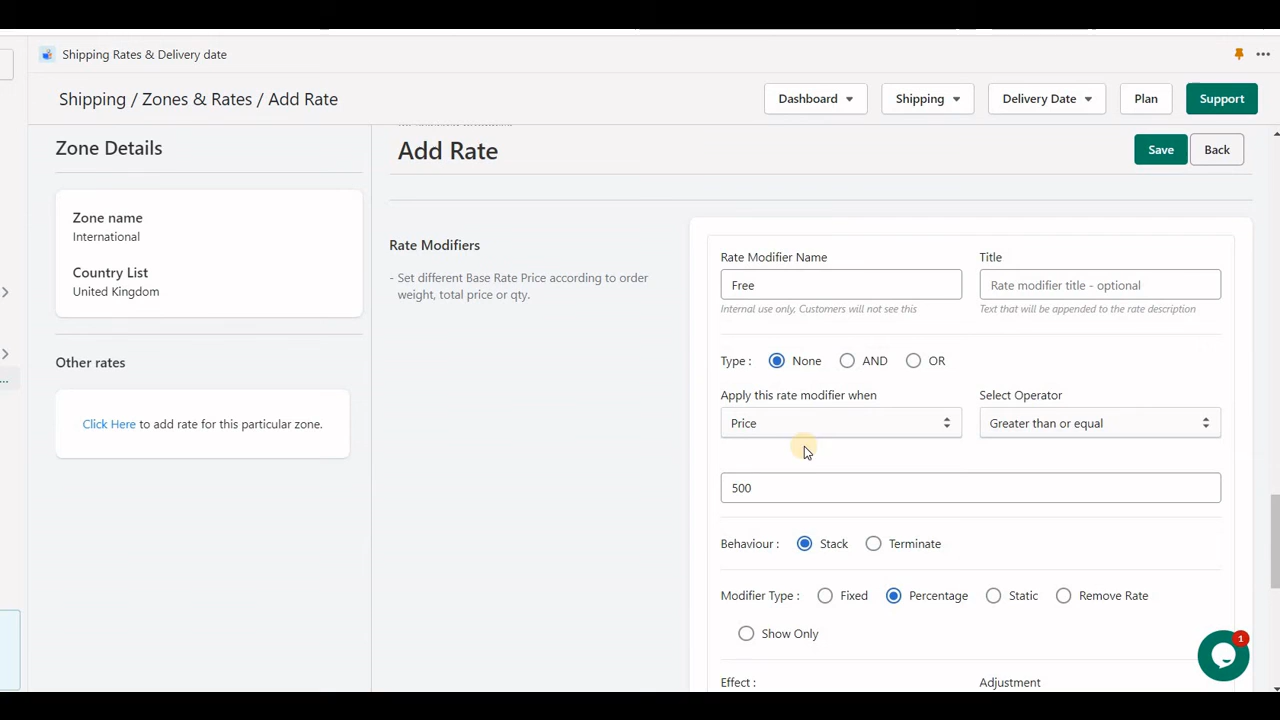 Shipping Rates & Delivery date
Shipping / Zones & Rates / Add Rate
Dashboard
Shipping
Delivery Date
Plan
Support
Zone Details
Zone name
International
Country List
United Kingdom
Other rates
Click Here to add rate for this particular zone.
Add Rate
Save
Back
Rate Modifiers
- Set different Base Rate Price according to order
weight, total price or qty.
Rate Modifier Name
Title
Free
Rate modifier title - optional
Internal use only. Customers will not see this
Text that will be appended to the rate description
Type :
None
AND
OR
Apply this rate modifier when
Select Operator
Price
Greater than or equal
500
Behaviour :
Stack
Terminate
Modifier Type :
Fixed
Percentage
Static
Remove Rate
Show Only
1
Effect :
Adjustment